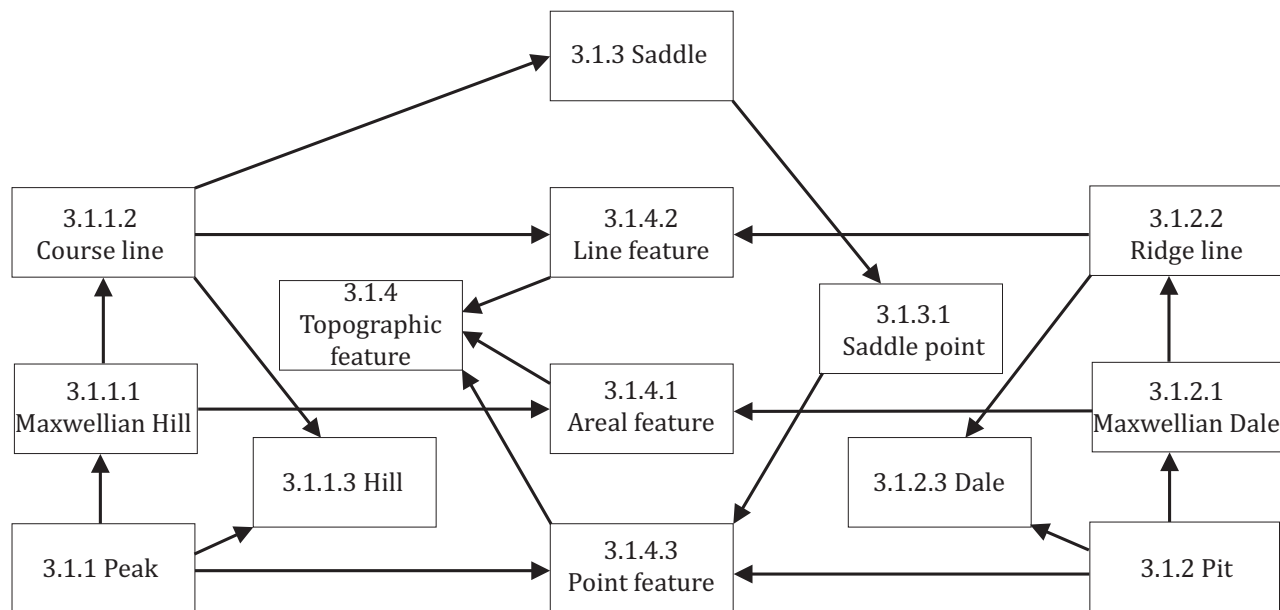 3.1.3 Saddle
3.1.1.2
Course line
3.1.4.2
Line feature
3.1.2.2
Ridge line
3.1.4
Topographic
feature
3.1.3.1
Saddle point
3.1.1.1
Maxwellian Hill
3.1.4.1
Areal feature
3.1.2.1
Maxwellian Dale
3.1.1.3 Hill
3.1.2.3 Dale
3.1.1 Peak
3.1.4.3
Point feature
3.1.2 Pit